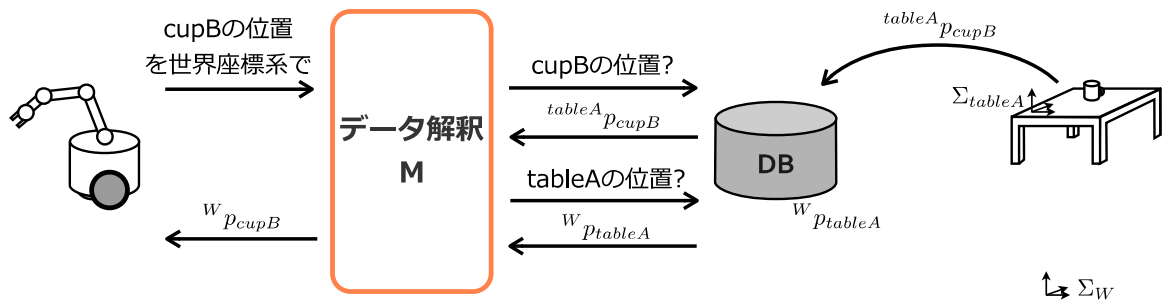 cupBの位置
を世界座標系で
データ解釈
M
cupBの位置?
tableA p cupB
tableAの位置?
W p tableA
W p cupB
DB
W p tableA
tableA p cupB
Σ tableA
Σ W